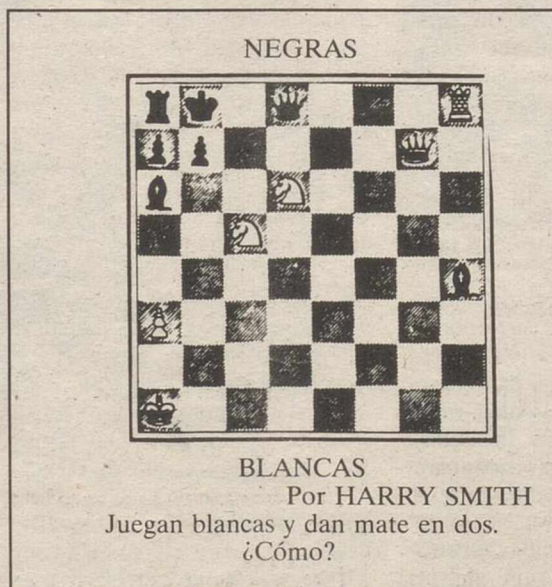 NEGRAS
BLANCAS
Por HARRY SMITH
Juegan blancas y dan mate en dos.
¿Cómo?